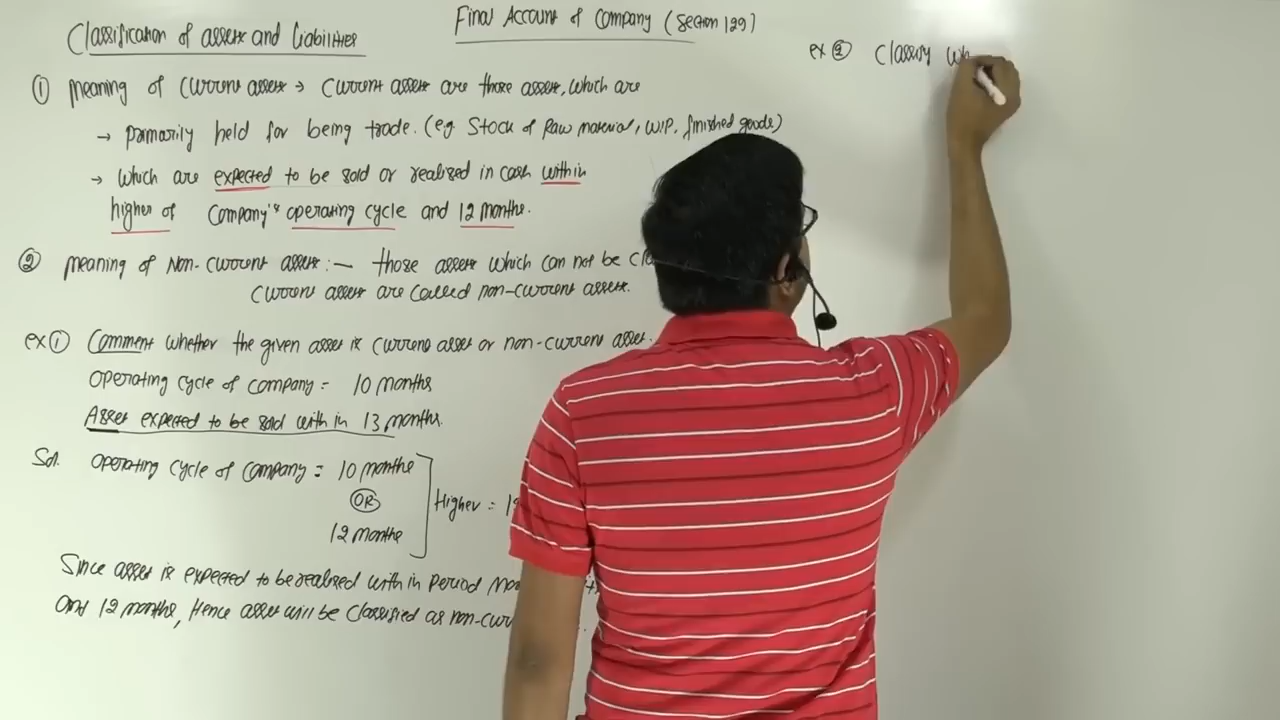 Final Account of Company (Section 129)
Classification of assets and Liabilities
① Meaning of Current assets → Current assets are those assets, which are
→ Primarily held for being trade. (eg Stock of Raw material, WIP, finished goods)
→ Which are expected to be sold or realised in cash within
higher of Company's operating cycle and 12 months.
② Meaning of Non-Current assets :— those assets which can not be
Current assets are called non-current assets.
ex ① Comment whether the given asset is current asset or non-current asset.
Operating cycle of company = 10 months
Asset expected to be sold with in 13 months.
Sol. Operating cycle of company = 10 months
OR
12 months
Higher =
Since asset is expected to be realised with in period
And 12 months, Hence asset will be classified as
ex ② Classify